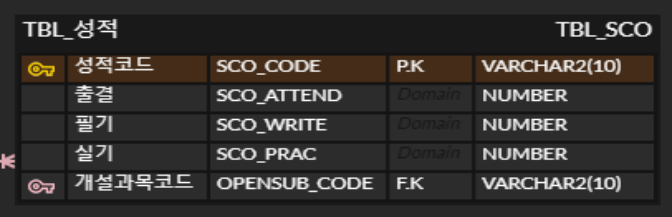 TBL_성적 TBL_SCO
성적코드 SCO_CODE P.K VARCHAR2(10)
출결 SCO_ATTEND Domain NUMBER
필기 SCO_WRITE Domain NUMBER
실기 SCO_PRAC Domain NUMBER
개설과목코드 OPENSUB_CODE F.K VARCHAR2(10)